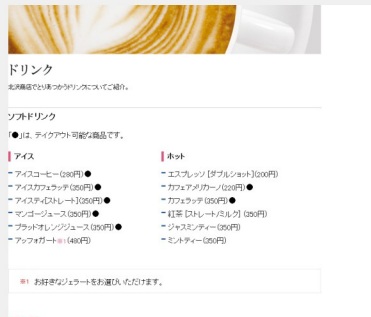 ドリンク
北浜商店でとりあつかうドリンクについてご紹介。
ソフトドリンク
「●」は、テイクアウト可能な商品です。
アイス
アイスコーヒー(280円)●
アイスカフェラッテ(350円)●
アイスティ[ストレート](350円)●
マンゴージュース(350円)●
ブラッドオレンジジュース(350円)●
アッフォガート※1(480円)
ホット
エスプレッソ [ダブルショット](200円)
カフェアメリカーノ(220円)●
カフェラッテ(350円)●
紅茶 [ストレート/ミルク] (350円)
ジャスミンティー(350円)
ミントティー(350円)
※1 お好きなジェラートをお選びいただけます。